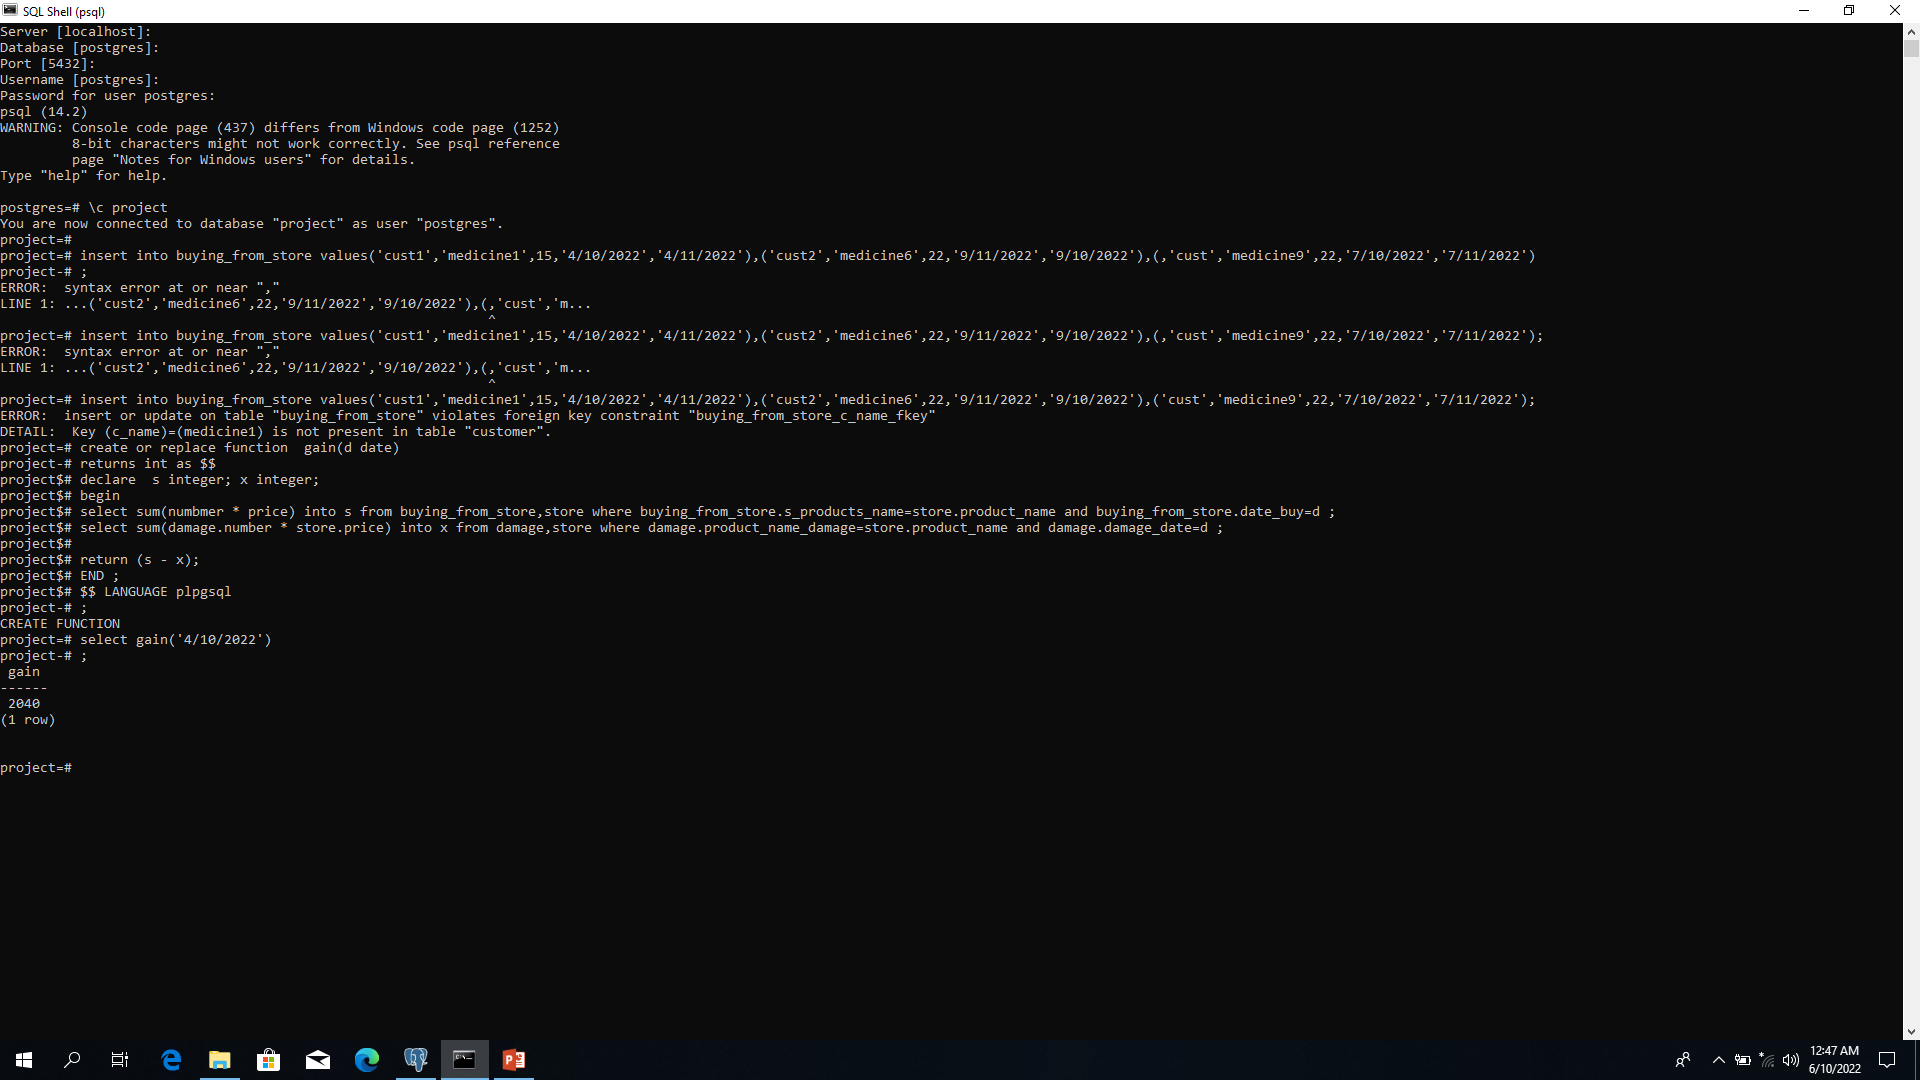 SQL Shell (psql)
Server [localhost]:
Database [postgres]:
Port [5432]:
Username [postgres]:
Password for user postgres:
psql (14.2)
WARNING: Console code page (437) differs from Windows code page (1252)
         8-bit characters might not work correctly. See psql reference
         page "Notes for Windows users" for details.
Type "help" for help.
postgres=# \c project
You are now connected to database "project" as user "postgres".
project=#
project=# insert into buying_from_store values('cust1','medicine1',15,'4/10/2022','4/11/2022'),('cust2','medicine6',22,'9/11/2022','9/10/2022'),(,'cust','medicine9',22,'7/10/2022','7/11/2022')
project-# ;
ERROR:  syntax error at or near ","
LINE 1: ...('cust2','medicine6',22,'9/11/2022','9/10/2022'),(,'cust','m...
                                                             ^
project=# insert into buying_from_store values('cust1','medicine1',15,'4/10/2022','4/11/2022'),('cust2','medicine6',22,'9/11/2022','9/10/2022'),(,'cust','medicine9',22,'7/10/2022','7/11/2022');
ERROR:  syntax error at or near ","
LINE 1: ...('cust2','medicine6',22,'9/11/2022','9/10/2022'),(,'cust','m...
                                                             ^
project=# insert into buying_from_store values('cust1','medicine1',15,'4/10/2022','4/11/2022'),('cust2','medicine6',22,'9/11/2022','9/10/2022'),('cust','medicine9',22,'7/10/2022','7/11/2022');
ERROR:  insert or update on table "buying_from_store" violates foreign key constraint "buying_from_store_c_name_fkey"
DETAIL:  Key (c_name)=(medicine1) is not present in table "customer".
project=# create or replace function  gain(d date)
project-# returns int as $$
project$# declare  s integer; x integer;
project$# begin
project$# select sum(numbmer * price) into s from buying_from_store,store where buying_from_store.s_products_name=store.product_name and buying_from_store.date_buy=d ;
project$# select sum(damage.number * store.price) into x from damage,store where damage.product_name_damage=store.product_name and damage.damage_date=d ;
project$#
project$# return (s - x);
project$# END ;
project$# $$ LANGUAGE plpgsql
project-# ;
CREATE FUNCTION
project=# select gain('4/10/2022')
project-# ;
 gain
------
 2040
(1 row)
project=#
12:47 AM
6/10/2022